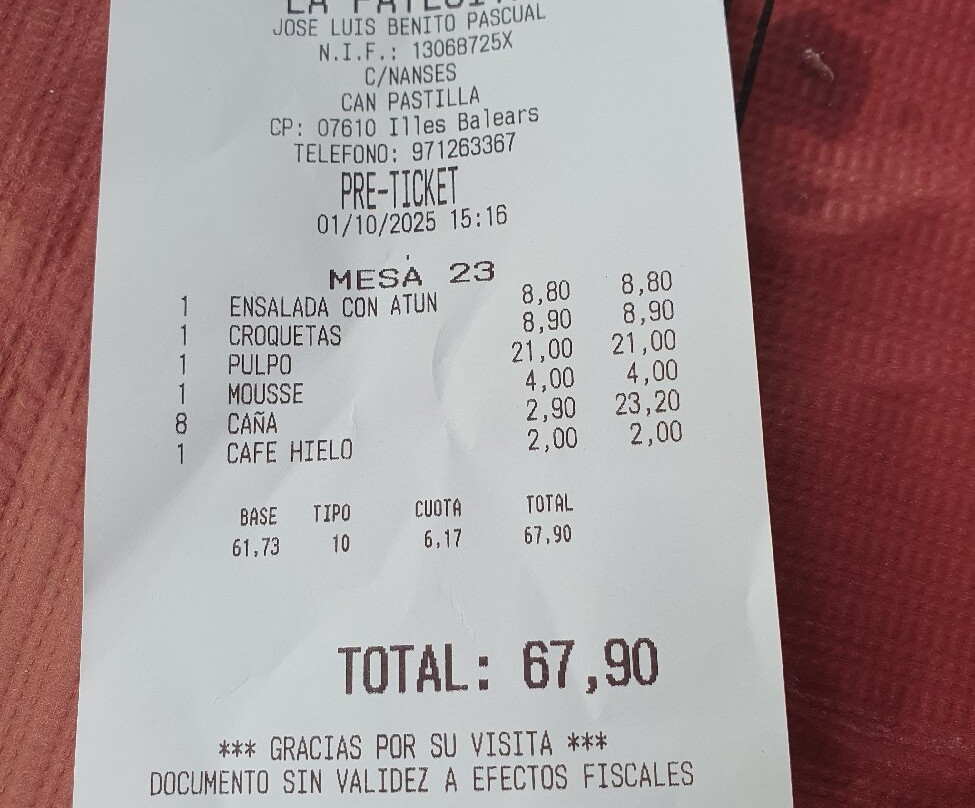 LA
JOSE LUIS BENITO PASCUAL
N.I.F.: 13068725X
C/NANSES
CAN PASTILLA
CP: 07610 Illes Balears
TELEFONO: 971263367
PRE-TICKET
01/10/2025 15:16
MESA 23
1 ENSALADA CON ATUN 8,80 8,80
1 CROQUETAS 8,90 8,90
1 PULPO 21,00 21,00
1 MOUSSE 4,00 4,00
8 CAÑA 2,90 23,20
1 CAFE HIELO 2,00 2,00
BASE TIPO CUOTA TOTAL
61,73 10 6,17 67,90
TOTAL: 67,90
*** GRACIAS POR SU VISITA ***
DOCUMENTO SIN VALIDEZ A EFECTOS FISCALES